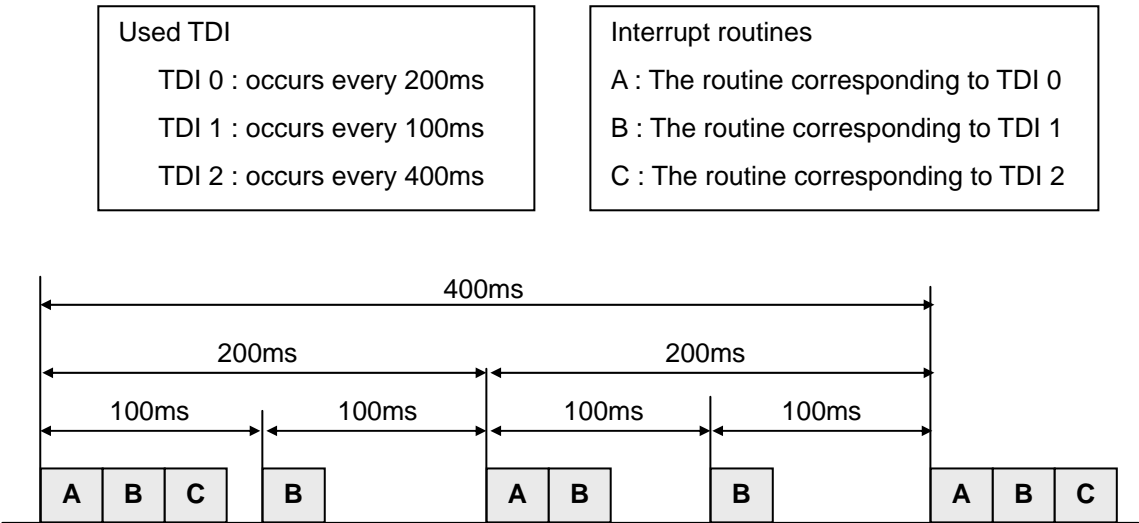 Used TDI
TDI 0 : occurs every 200ms
TDI 1 : occurs every 100ms
TDI 2 : occurs every 400ms
Interrupt routines
A : The routine corresponding to TDI 0
B : The routine corresponding to TDI 1
C : The routine corresponding to TDI 2
400ms
200ms 200ms
100ms 100ms 100ms 100ms
A B C B A B B A B C